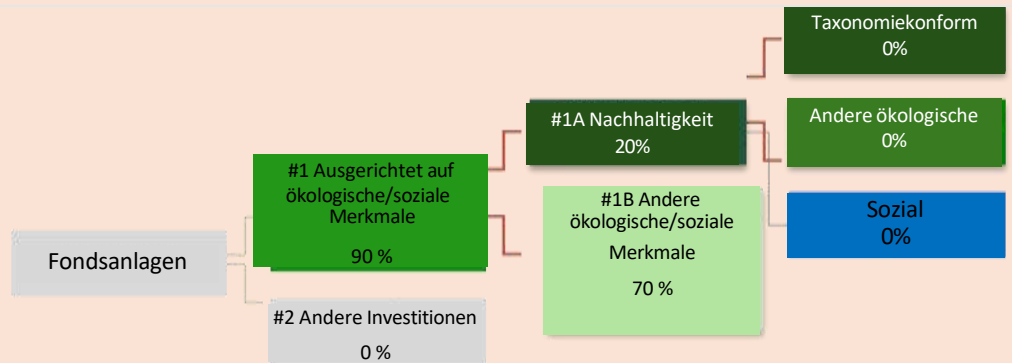 Taxonomiekonform
0%
#1A Nachhaltigkeit
20%
Andere ökologische
0%
#1 Ausgerichtet auf
ökologische/soziale
Merkmale
90 %
#1B Andere
ökologische/soziale
Merkmale
70 %
Sozial
0%
Fondsanlagen
#2 Andere Investitionen
0 %